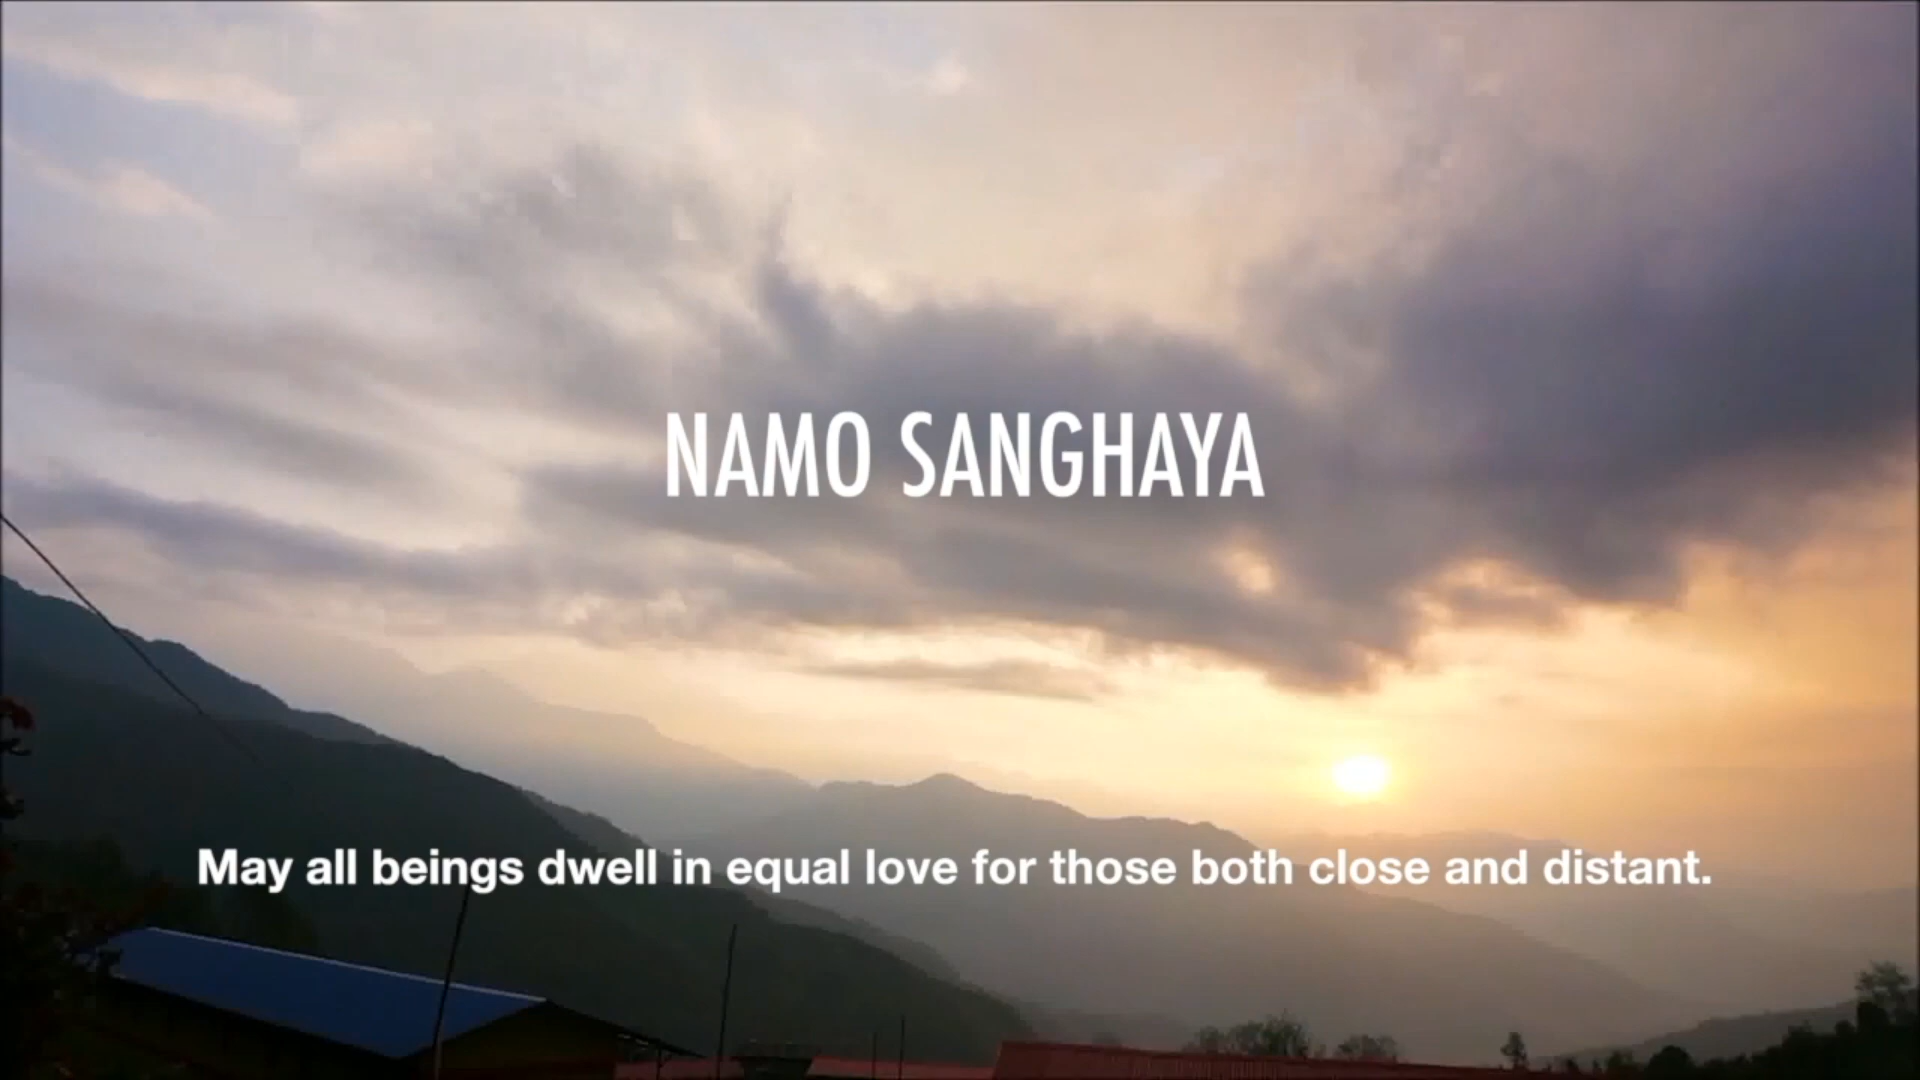 NAMO SANGHAYA
May all beings dwell in equal love for those both close and distant.